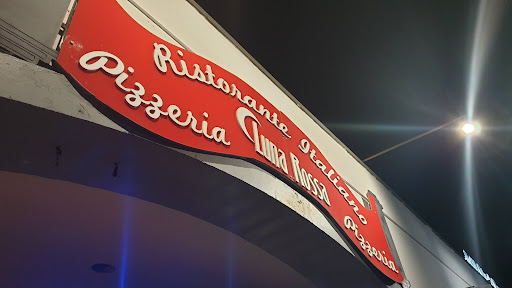 Ristorante Italiano
Pizzeria Luna Rossa Pizzeria